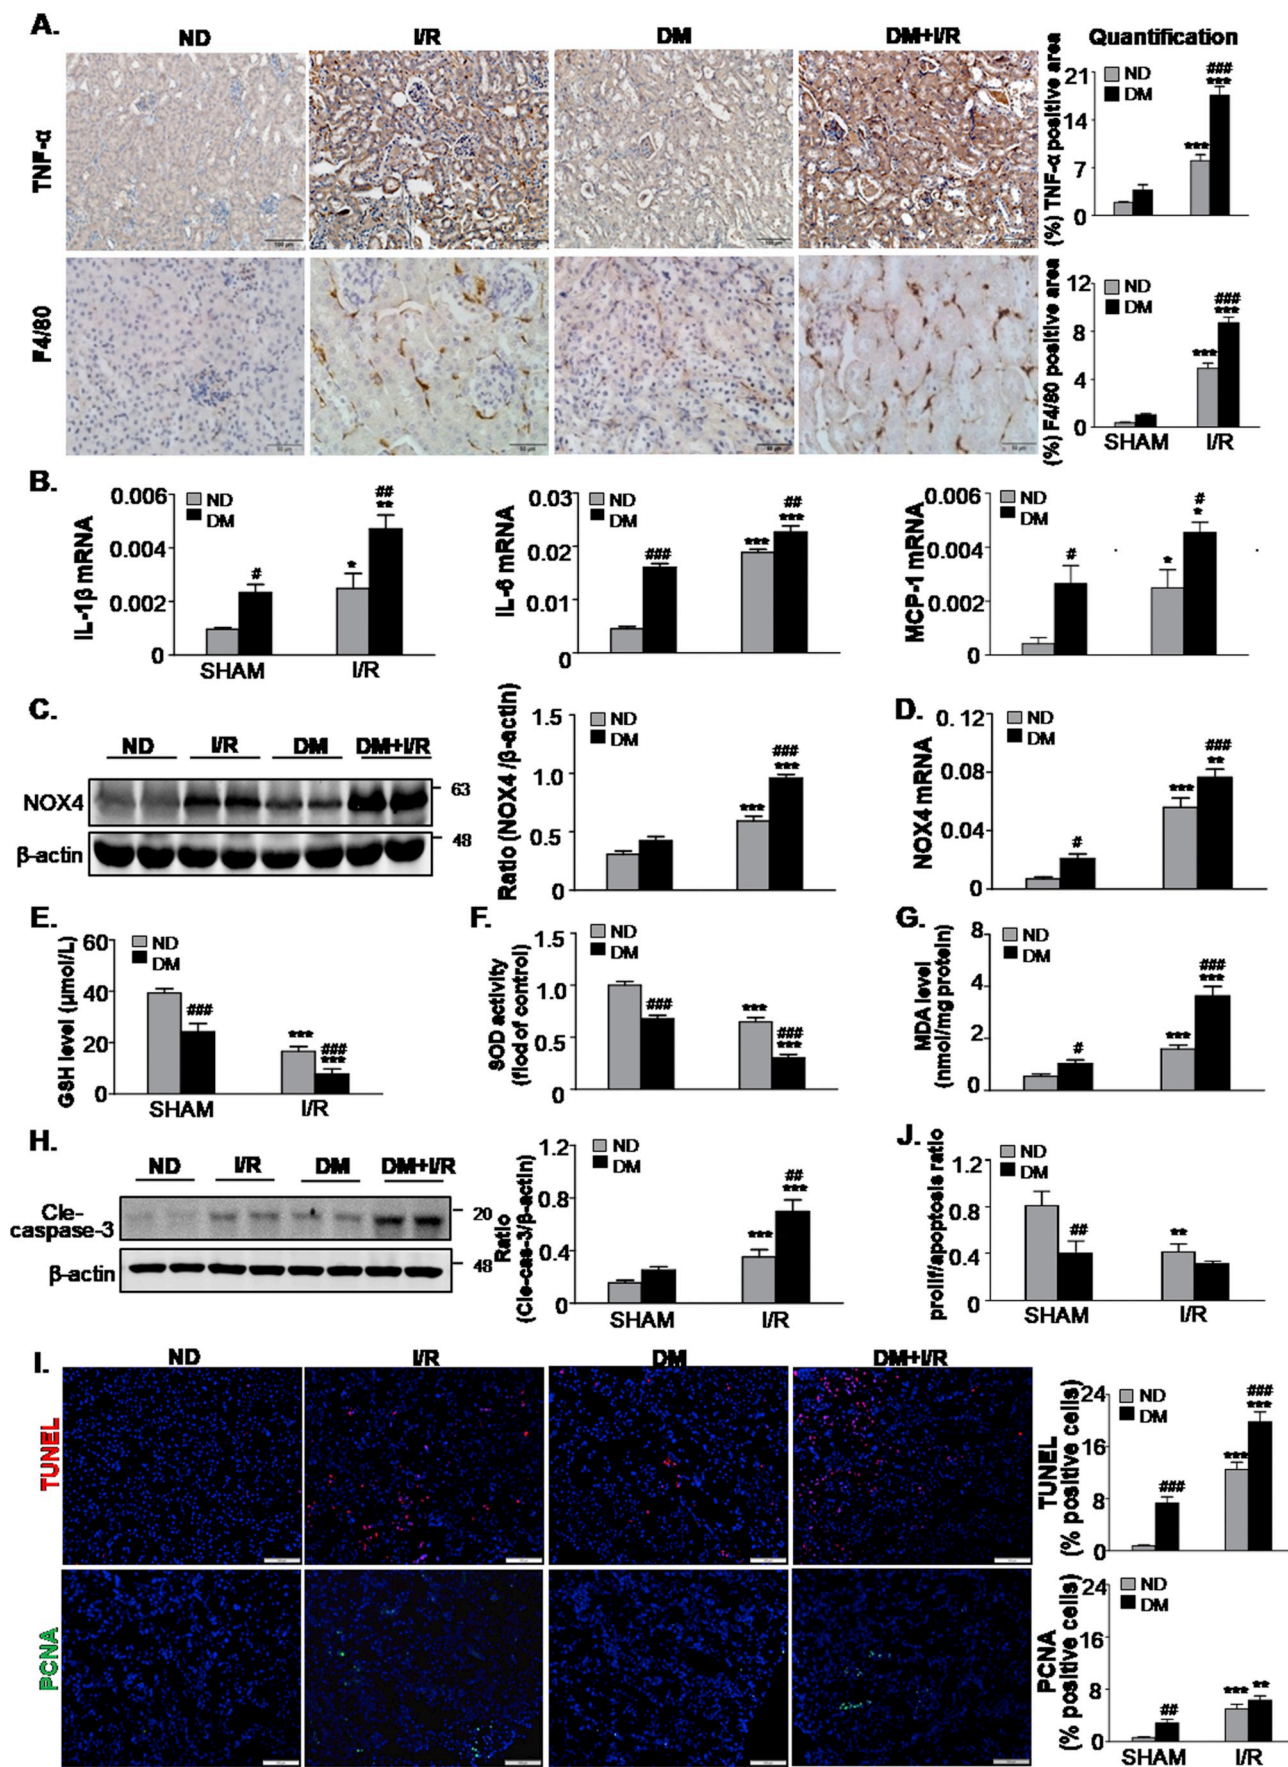 A.
ND
I/R
DM
DM+I/R
Quantification
TNF-α
(%) TNF-α positive area
21
14
7
0
ND
DM
***
###
***
100 µm
F4/80
(%) F4/80 positive area
12
8
4
0
ND
DM
***
###
***
SHAM
I/R
B.
IL-1β mRNA
0.006
0.004
0.002
0
ND
DM
#
*
##
**
SHAM
I/R
IL-6 mRNA
0.03
0.02
0.01
0
ND
DM
###
***
##
***
MCP-1 mRNA
0.006
0.004
0.002
0
ND
DM
#
*
#
*
C.
ND
I/R
DM
DM+I/R
NOX4
63
β-actin
48
Ratio (NOX4 /β-actin)
1.5
1.0
0.5
0
ND
DM
***
###
***
D.
NOX4 mRNA
0. 12
0.08
0.04
0
ND
DM
#
***
###
**
E.
GSH level (µmol/L)
60
40
20
0
ND
DM
###
***
###
***
SHAM
I/R
F.
SOD activity
(flod of control)
1.5
1.0
0.5
0
ND
DM
###
***
###
***
G.
MDA level
(nmol/mg protein)
8
4
2
0
ND
DM
#
***
###
***
H.
ND
I/R
DM
DM+I/R
Cle-
caspase-3
20
β-actin
48
Ratio
(Cle-cas-3/β-actin)
1.2
0.8
0.4
0
ND
DM
***
##
***
SHAM
I/R
J.
prolif/apoptosis ratio
1.2
0.8
0.4
0
ND
DM
##
**
SHAM
I/R
I.
ND
I/R
DM
DM+I/R
TUNEL
TUNEL
(% positive cells)
24
16
8
0
ND
DM
###
***
###
***
PCNA
PCNA
(% positive cells)
24
16
8
0
ND
DM
##
***
**
SHAM
I/R